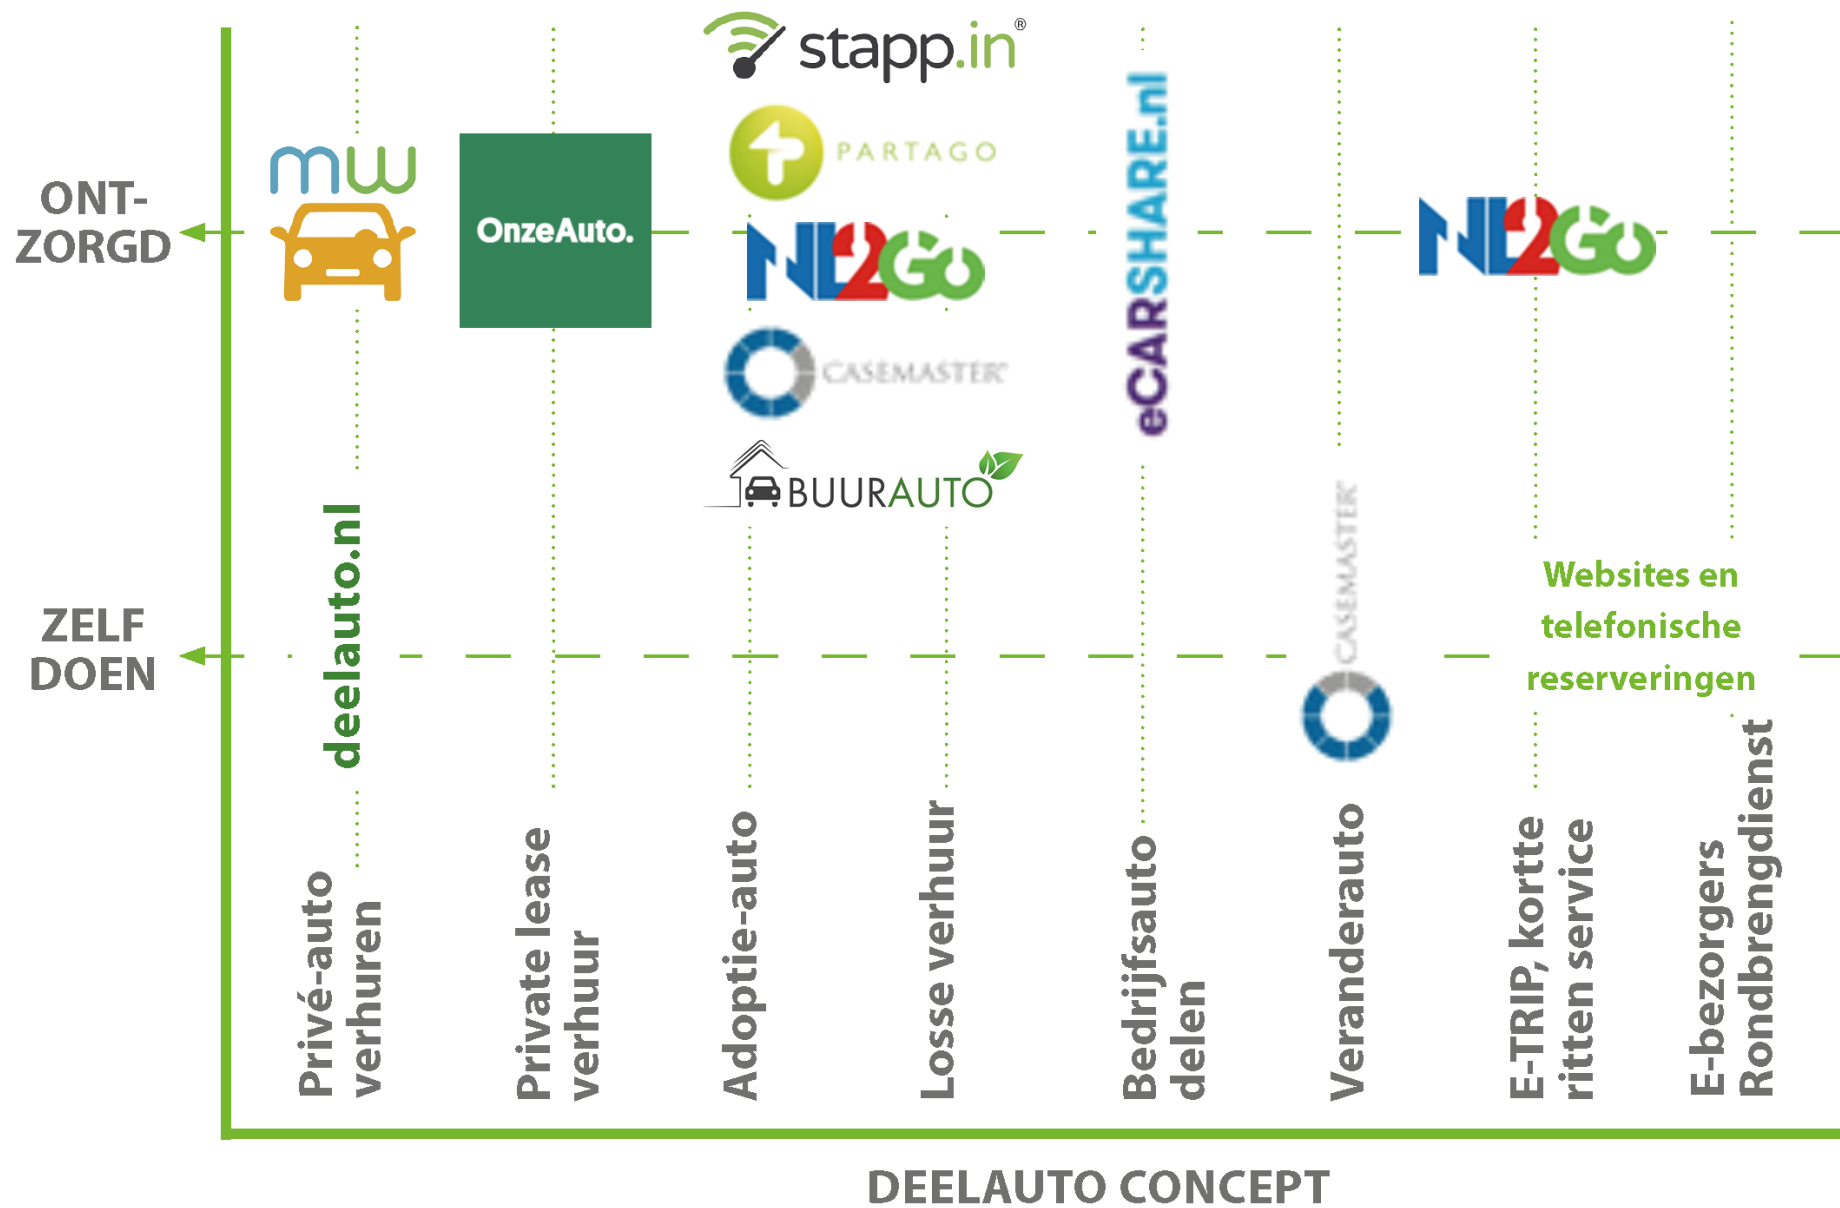 stapp.in®
mw
PARTAGO
OnzeAuto.
NL2GO
CASEMASTER
BUURAUTO
eCARSHARE.nl
NL2GO
ONT-
ZORGD
deelauto.nl
CASEMASTER
Websites en
telefonische
reserveringen
ZELF
DOEN
Privé-auto
verhuren
Private lease
verhuur
Adoptie-auto
Losse verhuur
Bedrijfsauto
delen
Veranderauto
E-TRIP, kortte
ritten service
E-bezorgers
Rondbrengdienst
DEELAUTO CONCEPT